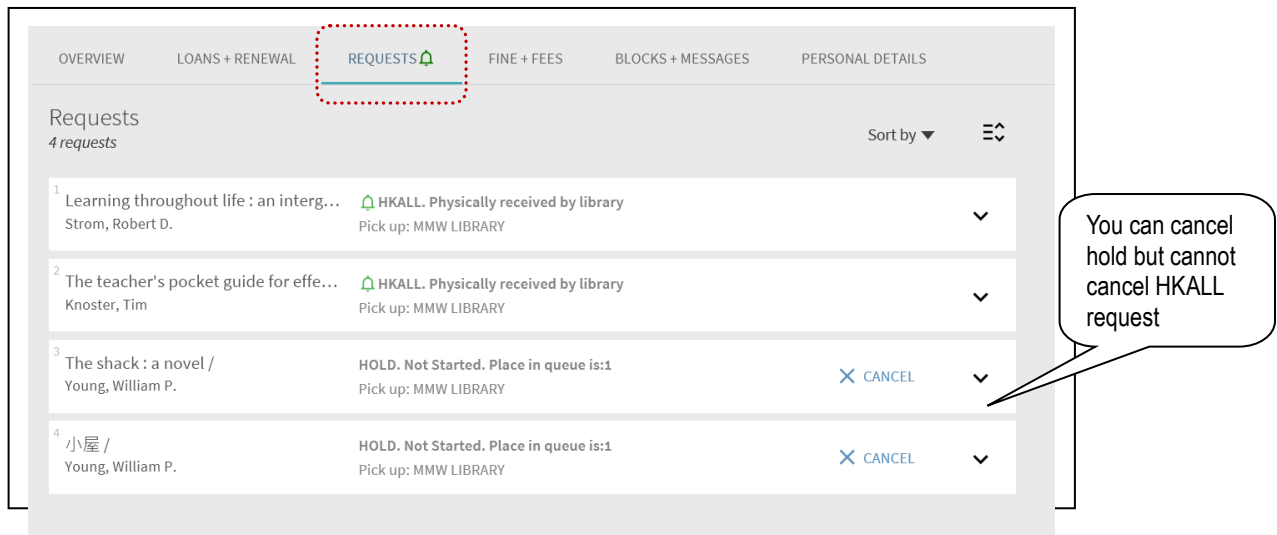 OVERVIEW LOANS + RENEWAL REQUESTS FINE + FEES BLOCKS + MESSAGES PERSONAL DETAILS
Requests
4 requests
Sort by
1
Learning throughout life : an interg…
Strom, Robert D.
HKALL. Physically received by library
Pick up: MMW LIBRARY
2
The teacher's pocket guide for effe…
Knoster, Tim
HKALL. Physically received by library
Pick up: MMW LIBRARY
3
The shack : a novel /
Young, William P.
HOLD. Not Started. Place in queue is:1
Pick up: MMW LIBRARY
CANCEL
4
小屋 /
Young, William P.
HOLD. Not Started. Place in queue is:1
Pick up: MMW LIBRARY
CANCEL
You can cancel
hold but cannot
cancel HKALL
request